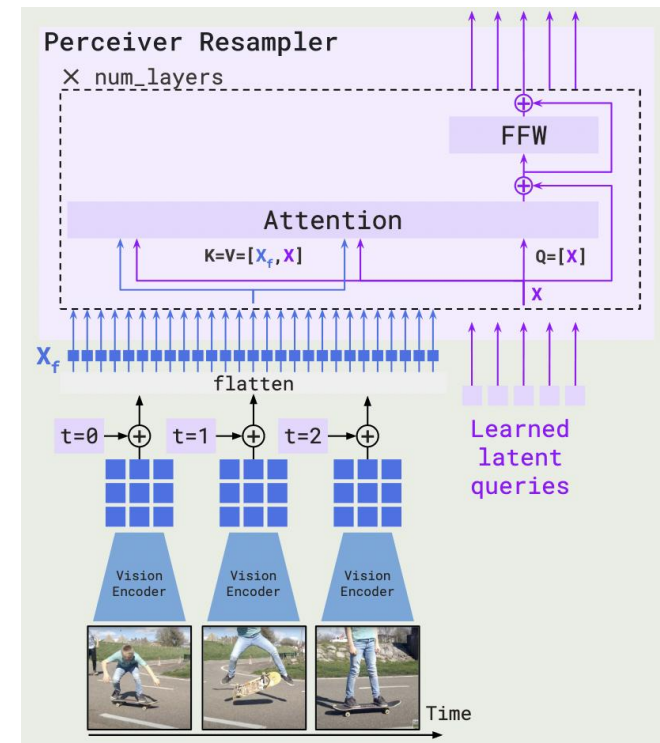 Perceiver Resampler
× num_layers
FFW
Attention
K=V=[Xf,X]
Q=[X]
X
Xf
flatten
t=0
t=1
t=2
Learned
latent
queries
Vision
Encoder
Vision
Encoder
Vision
Encoder
Time